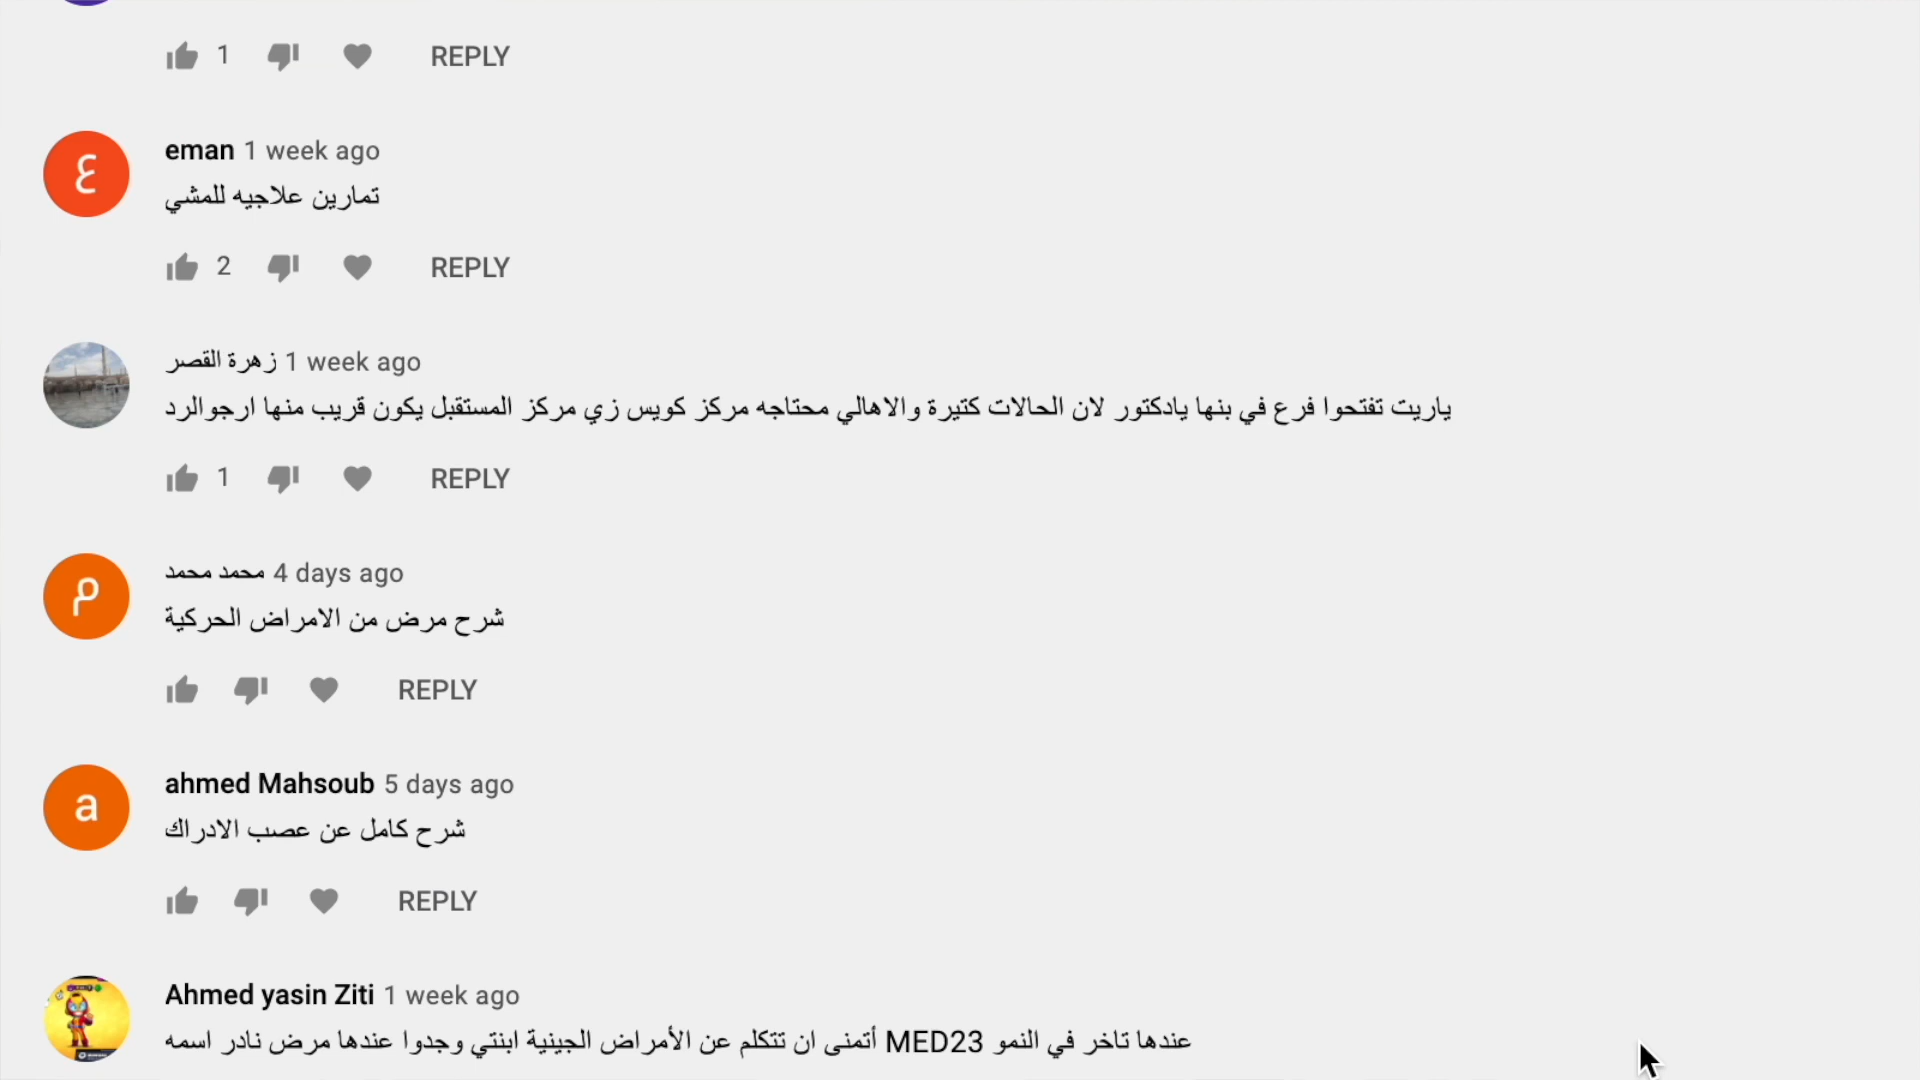 1 REPLY
ع
eman 1 week ago
تمارين علاجيه للمشي
2 REPLY
زهرة القصر 1 week ago
ياريت تفتحوا فرع في بنها يادكتور لان الحالات كتيرة والاهالي محتاجه مركز كويس زي مركز المستقبل يكون قريب منها ارجوالرد
1 REPLY
م
محمد محمد 4 days ago
شرح مرض من الامراض الحركية
REPLY
a
ahmed Mahsoub 5 days ago
شرح كامل عن عصب الادراك
REPLY
Ahmed yasin Ziti 1 week ago
أتمنى ان تتكلم عن الأمراض الجينية ابنتي وجدوا عندها مرض نادر اسمه MED23 عندها تاخر في النمو